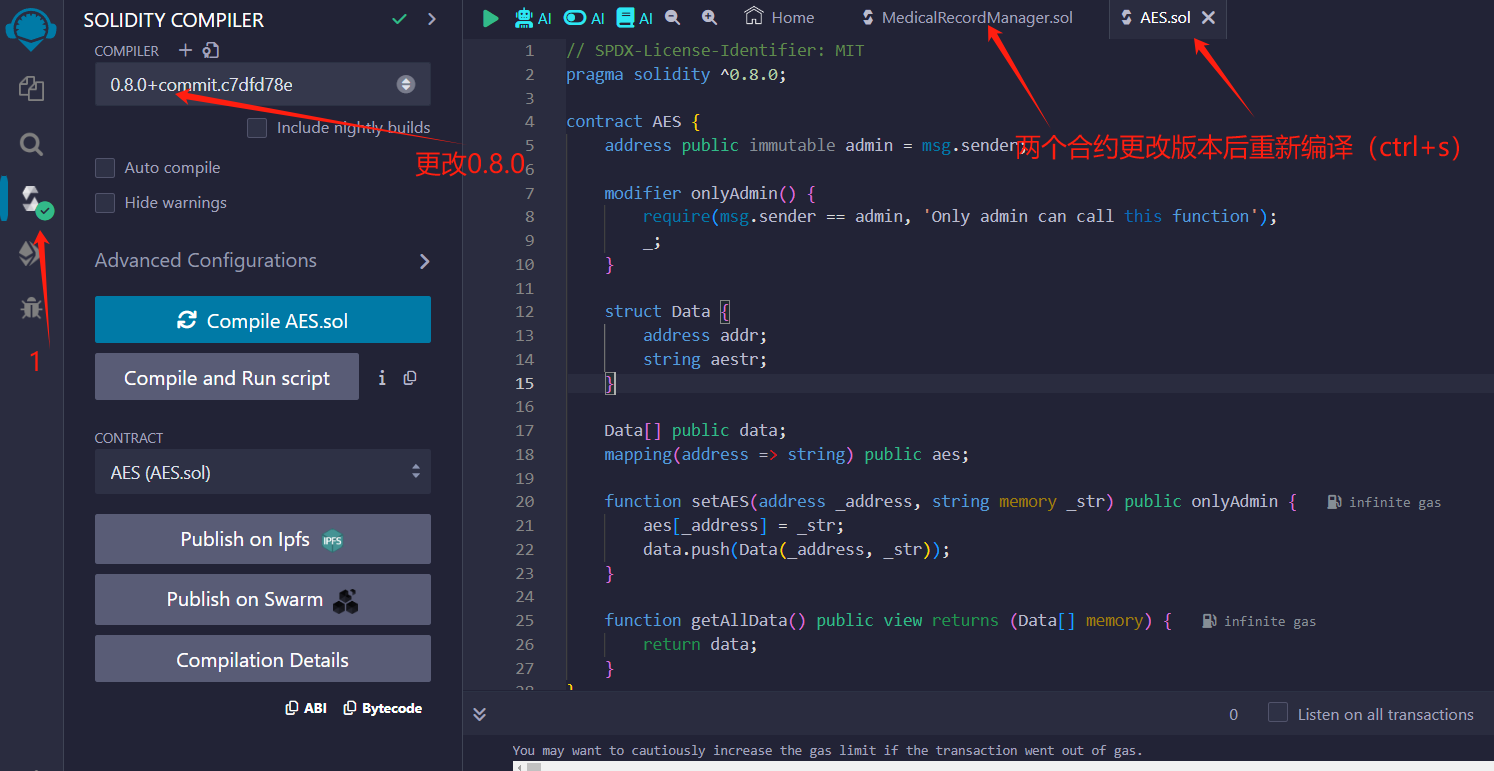 SOLIDITY COMPILER
COMPILER
0.8.0+commit.c7dfd78e
Include nightly builds
更改0.8.0
Auto compile
Hide warnings
1
Advanced Configurations
Compile AES.sol
Compile and Run script
i
CONTRACT
AES (AES.sol)
Publish on Ipfs
IPFS
Publish on Swarm
Compilation Details
ABI
Bytecode
AI
AI
AI
Home
MedicalRecordManager.sol
AES.sol
两个合约更改版本后重新编译（ctrl+s）
1 // SPDX-License-Identifier: MIT
2 pragma solidity ^0.8.0;
3
4 contract AES {
5 address public immutable admin = msg.sender;
6
7 modifier onlyAdmin() {
8 require(msg.sender == admin, 'Only admin can call this function');
9 _;
10 }
11
12 struct Data {
13 address addr;
14 string aestr;
15 }
16
17 Data[] public data;
18 mapping(address => string) public aes;
19
20 function setAES(address _address, string memory _str) public onlyAdmin { infinite gas
21 aes[_address] = _str;
22 data.push(Data(_address, _str));
23 }
24
25 function getAllData() public view returns (Data[] memory) { infinite gas
26 return data;
27 }
28 }
0
Listen on all transactions
You may want to cautiously increase the gas limit if the transaction went out of gas.